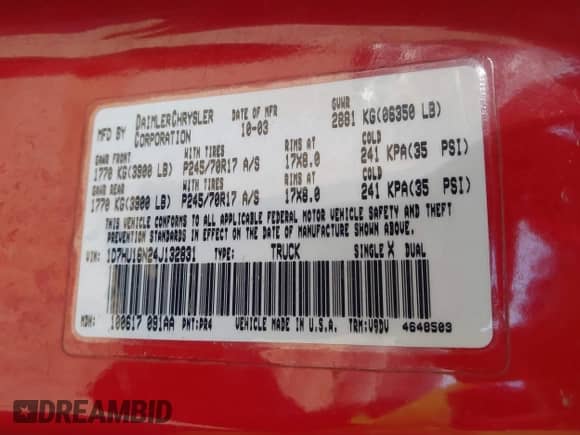 MFD BY DAIMLERCHRYSLER CORPORATION
DATE OF MFR 10-03
GVWR 2881 KG(06350 LB)
GAWR FRONT WITH TIRES RIMS AT COLD
1770 KG(3900 LB) P245/70R17 A/S 17X8.0 241 KPA(35 PSI)
GAWR REAR WITH TIRES RIMS AT COLD
1770 KG(3900 LB) P245/70R17 A/S 17X8.0 241 KPA(35 PSI)
THIS VEHICLE CONFORMS TO ALL APPLICABLE FEDERAL MOTOR VEHICLE SAFETY AND THEFT
PREVENTION STANDARDS IN EFFECT ON THE DATE OF MANUFACTURE SHOWN ABOVE.
VIN: 1D7HU16N24J132831 TYPE: TRUCK SINGLE X DUAL
MDH: 100617 081AA PNT:PR4 VEHICLE MADE IN U.S.A. TRM:V9DV 4648503
DREAMBID